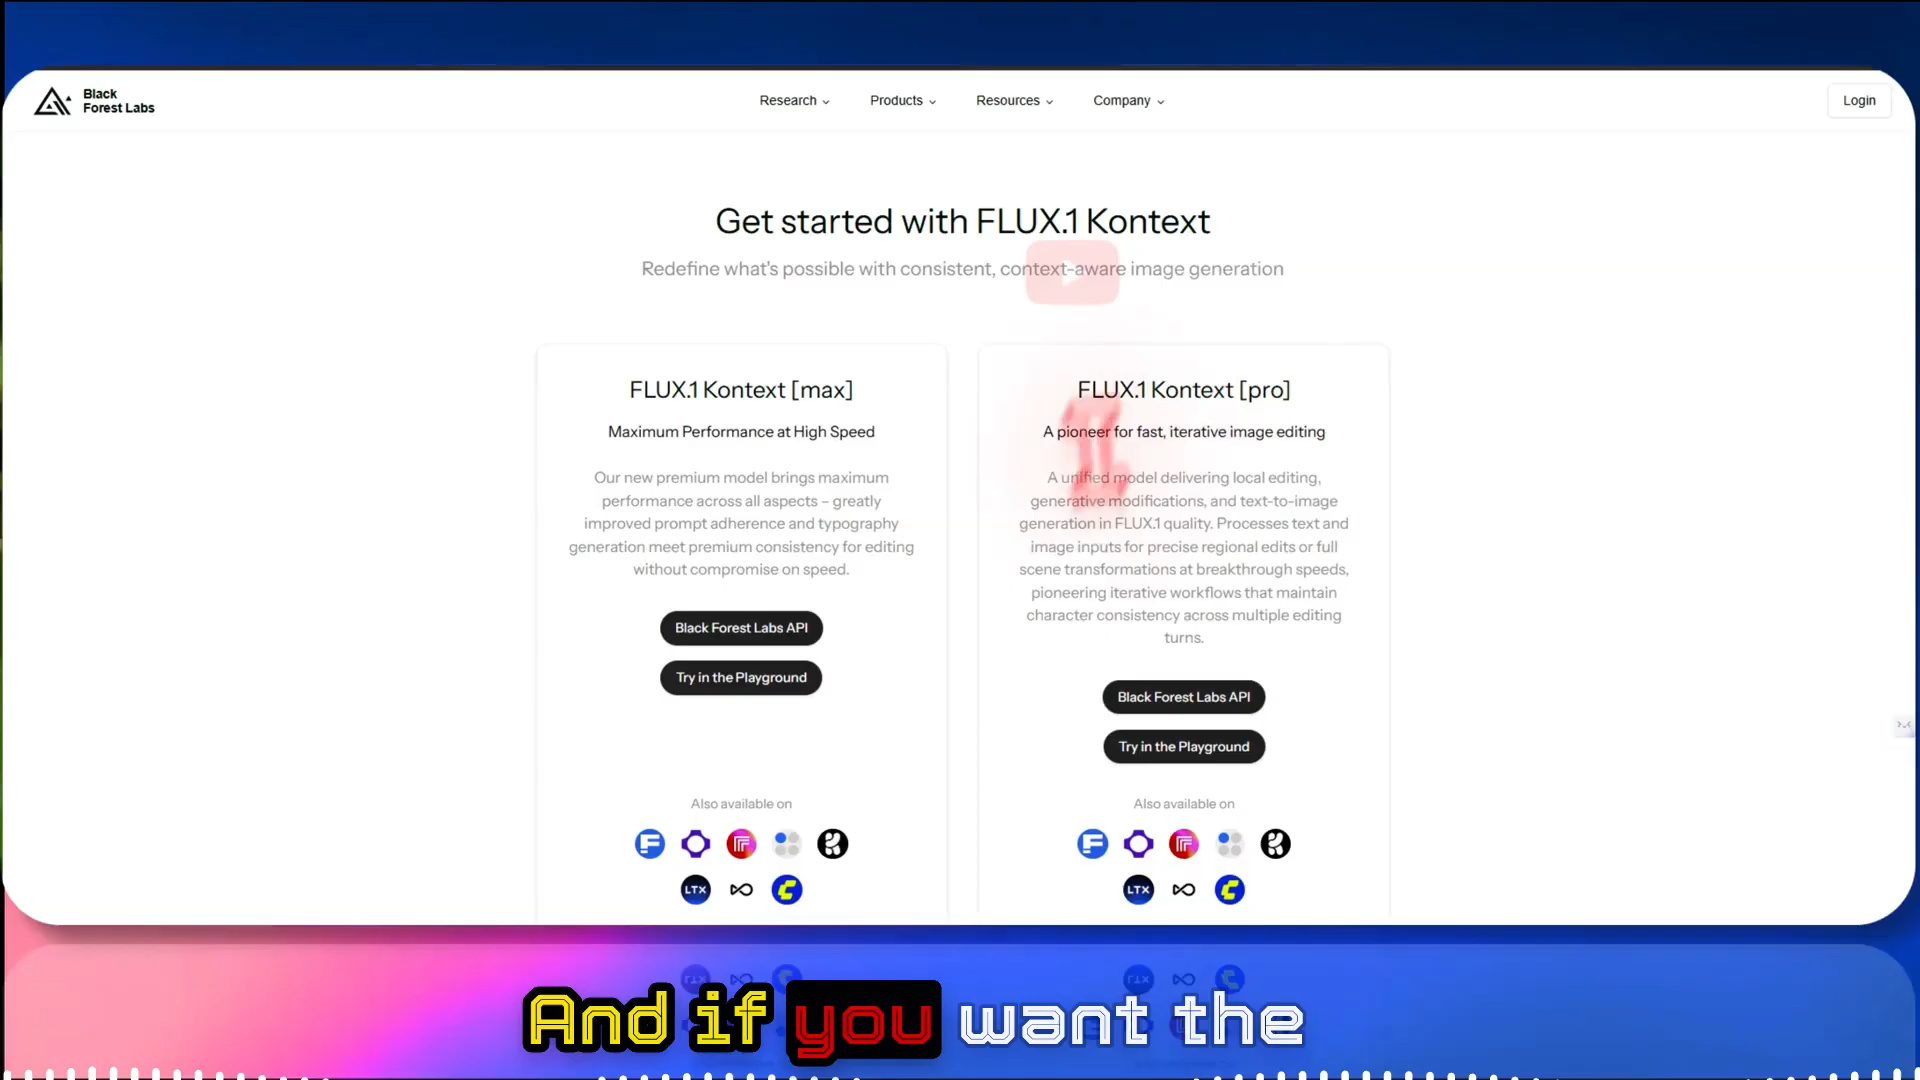 Black
Forest Labs
Research
Products
Resources
Company
Login
Get started with FLUX.1 Kontext
Redefine what's possible with consistent, context-aware image generation
FLUX.1 Kontext [max]
Maximum Performance at High Speed
Our new premium model brings maximum
performance across all aspects – greatly
improved prompt adherence and typography
generation meet premium consistency for editing
without compromise on speed.
Black Forest Labs API
Try in the Playground
Also available on
LTX
FLUX.1 Kontext [pro]
A pioneer for fast, iterative image editing
A unified model delivering local editing,
generative modifications, and text-to-image
generation in FLUX.1 quality. Processes text and
image inputs for precise regional edits or full
scene transformations at breakthrough speeds,
pioneering iterative workflows that maintain
character consistency across multiple editing
turns.
Black Forest Labs API
Try in the Playground
Also available on
LTX
And if you want the